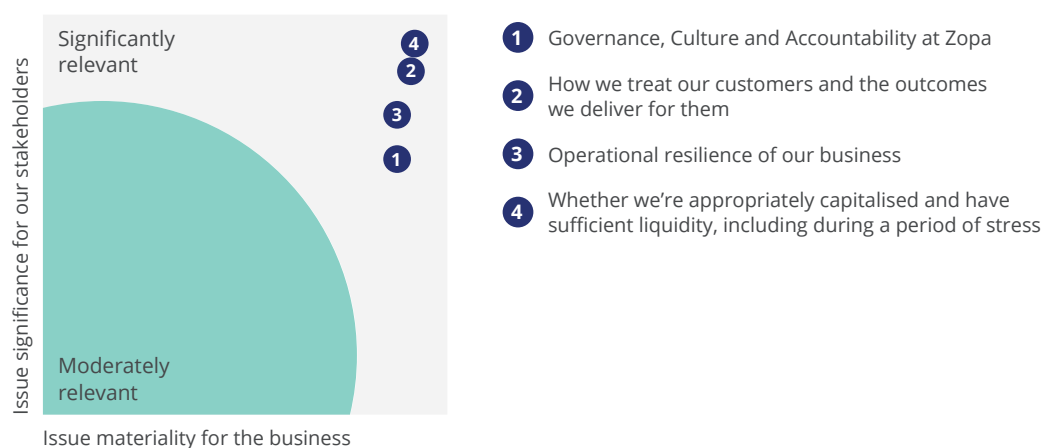 Issue significance for our stakeholders
Significantly
relevant
4
2
3
1
Moderately
relevant
Issue materiality for the business
1 Governance, Culture and Accountability at Zopa
2 How we treat our customers and the outcomes
we deliver for them
3 Operational resilience of our business
4 Whether we’re appropriately capitalised and have
sufficient liquidity, including during a period of stress